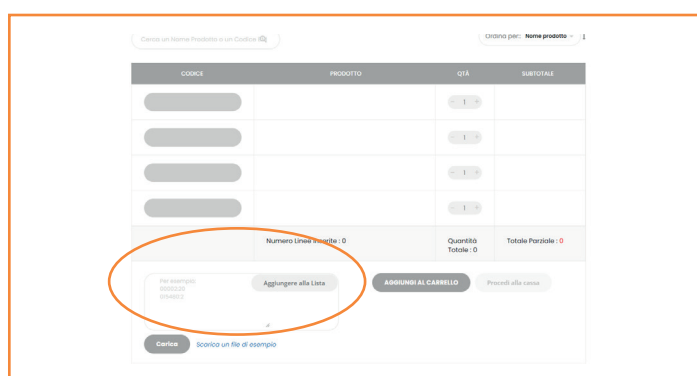 Cerca un Nome Prodotto o un Codice
Ordina per: Nome prodotto
CODICE PRODOTTO QTÀ SUBTOTALE
- 1 +
- 1 +
- 1 +
- 1 +
Numero Linee Inserite : 0 Quantità Totale : 0 Totale Parziale : 0
Per esempio:
Aggiungere alla Lista AGGIUNGI AL CARRELLO Procedi alla cassa
Carica Scarica un file di esempio